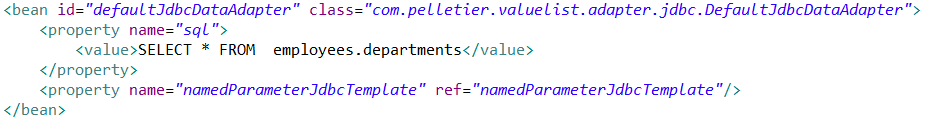 <bean id="defaultJdbcDataAdapter" class="com.pelletier.valuelist.adapter.jdbc.DefaultJdbcDataAdapter">
    <property name="sql">
        <value>SELECT * FROM  employees.departments</value>
    </property>
    <property name="namedParameterJdbcTemplate" ref="namedParameterJdbcTemplate"/>
</bean>